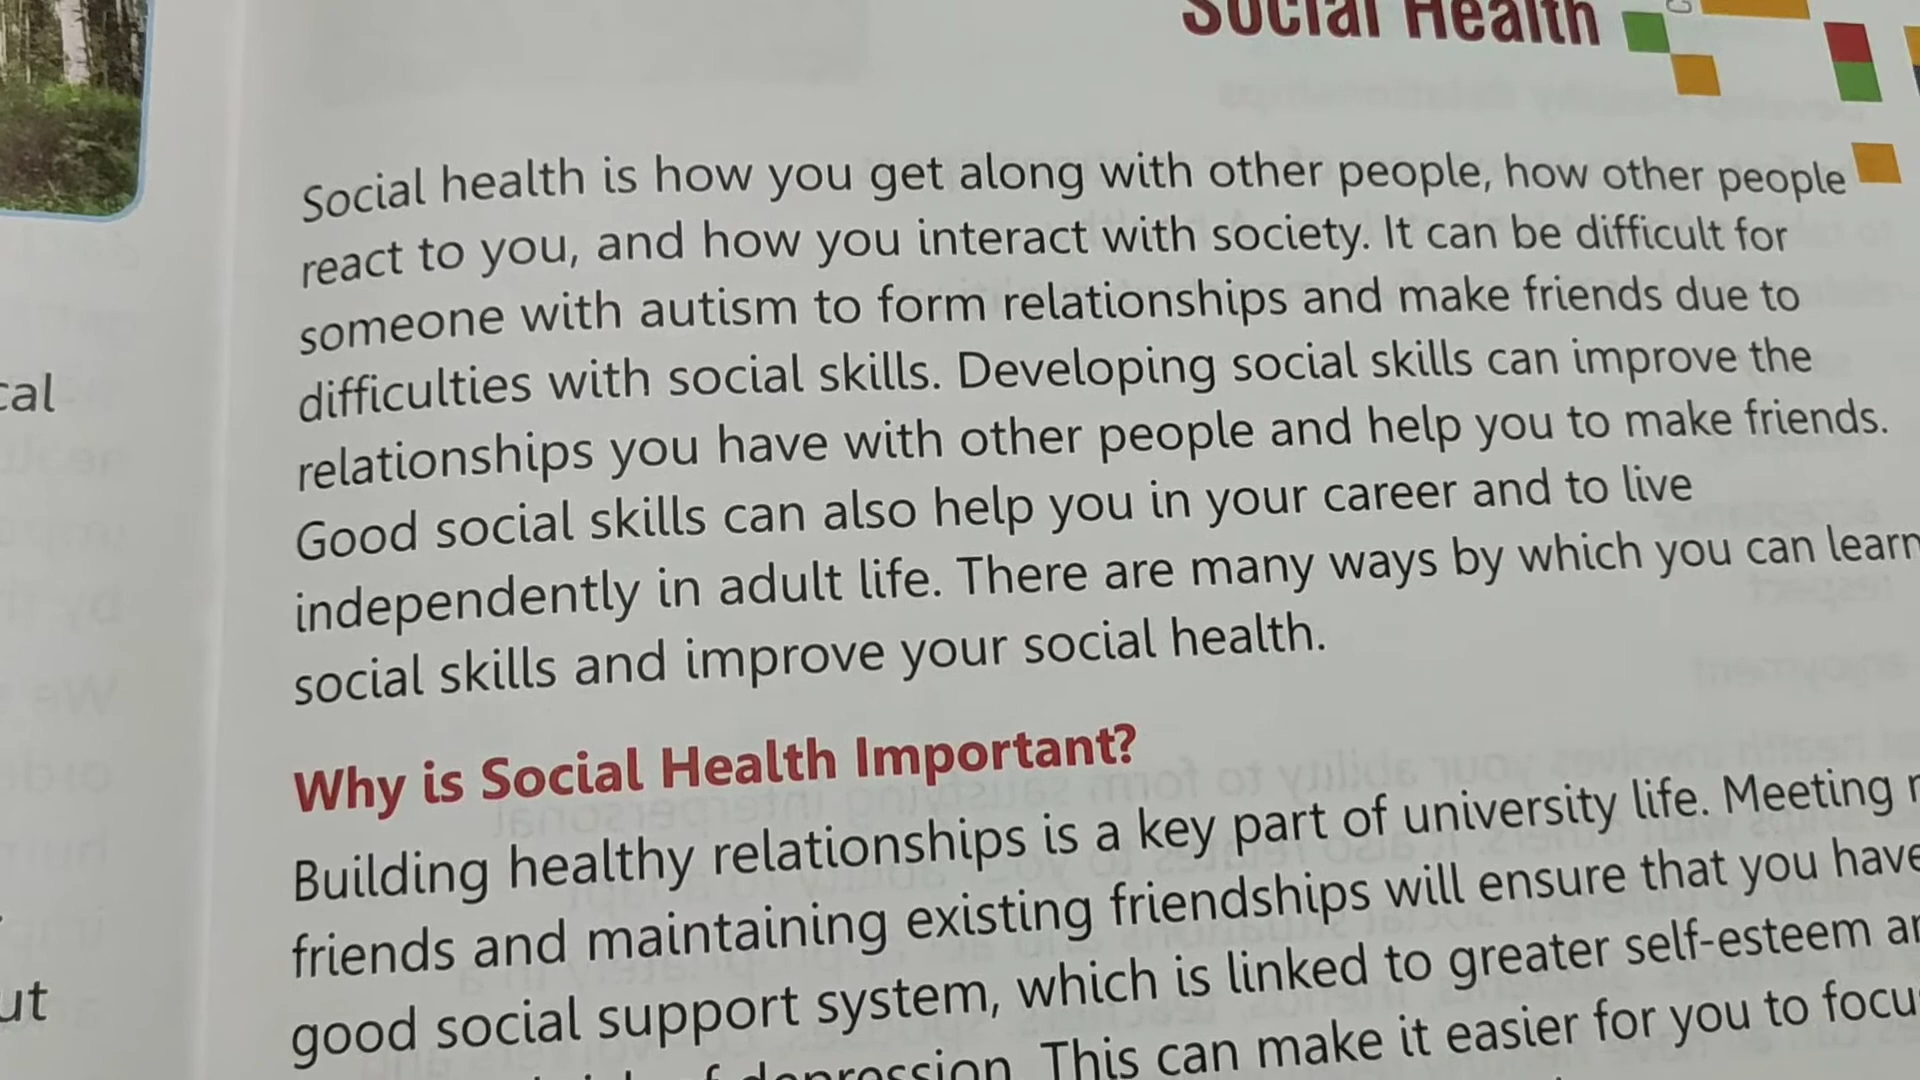 Social Health
cal
ut
Social health is how you get along with other people, how other people
react to you, and how you interact with society. It can be difficult for
someone with autism to form relationships and make friends due to
difficulties with social skills. Developing social skills can improve the
relationships you have with other people and help you to make friends.
Good social skills can also help you in your career and to live
independently in adult life. There are many ways by which you can learn
social skills and improve your social health.
Why is Social Health Important?
Building healthy relationships is a key part of university life. Meeting
friends and maintaining existing friendships will ensure that you have
good social support system, which is linked to greater self-esteem
of depression. This can make it easier for you to focu